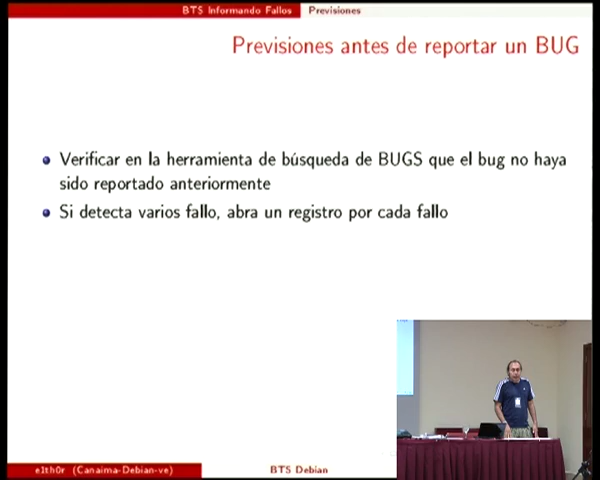 BTS Informando Fallos Previsiones
Previsiones antes de reportar un BUG
Verificar en la herramienta de búsqueda de BUGS que el bug no haya
sido reportado anteriormente
Si detecta varios fallo, abra un registro por cada fallo
e1th0r (Canaima-Debian-ve) BTS Debian